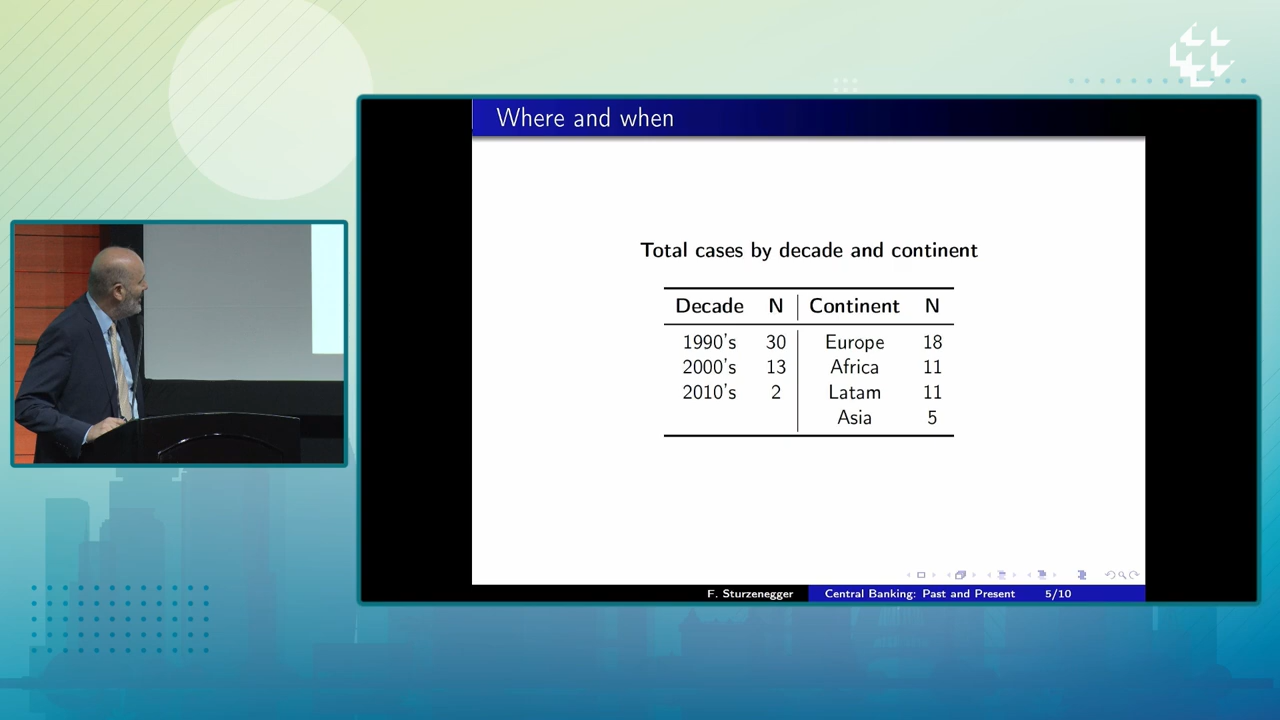 Where and when
Total cases by decade and continent
Decade N Continent N
1990's 30 Europe 18
2000's 13 Africa 11
2010's 2 Latam 11
Asia 5
F. Sturzenegger Central Banking: Past and Present 5/10